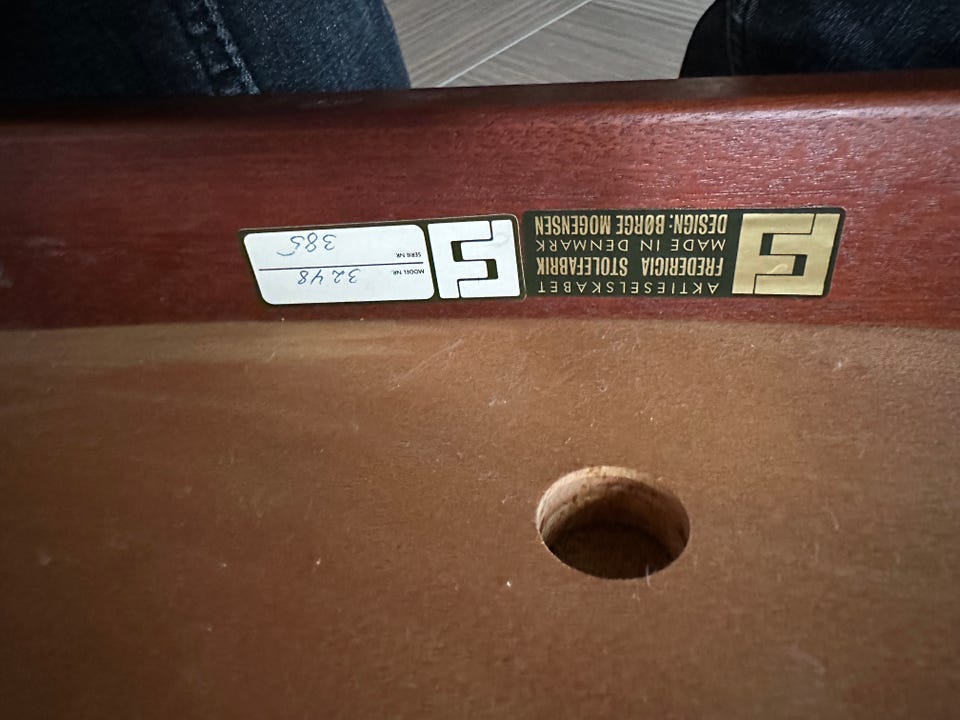 AKTIESELSKABET
FREDERICIA STOLEFABRIK
MADE IN DENMARK
DESIGN: BØRGE MOGENSEN
MODEL NR. 3248
SERIE NR. 385